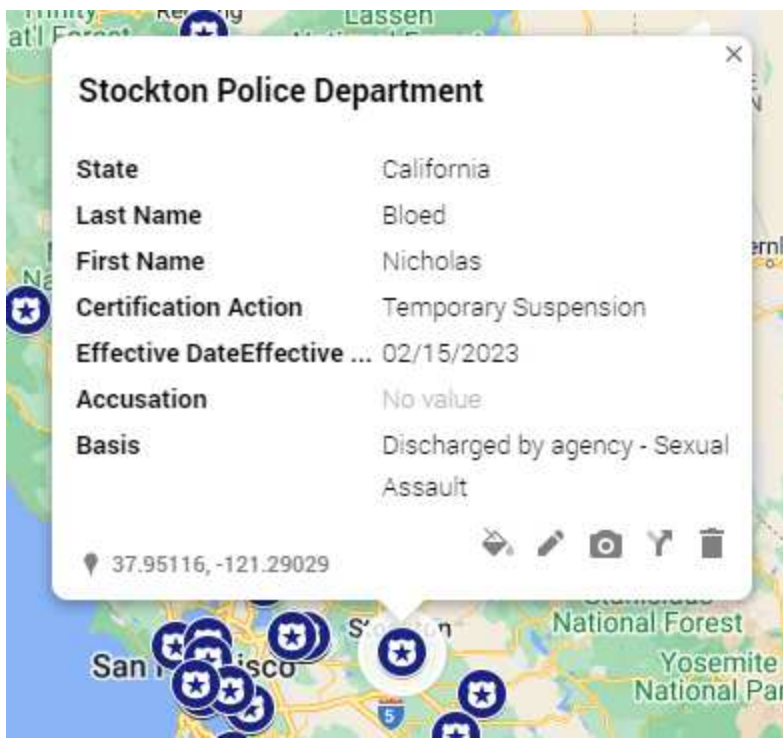 Lassen
at'l
Stockton Police Department
State California
Last Name Bloed
First Name Nicholas
Certification Action Temporary Suspension
Effective DateEffective ... 02/15/2023
Accusation No value
Basis Discharged by agency - Sexual
Assault
37.95116, -121.29029
National Forest
San
Yosemite
National Par
5